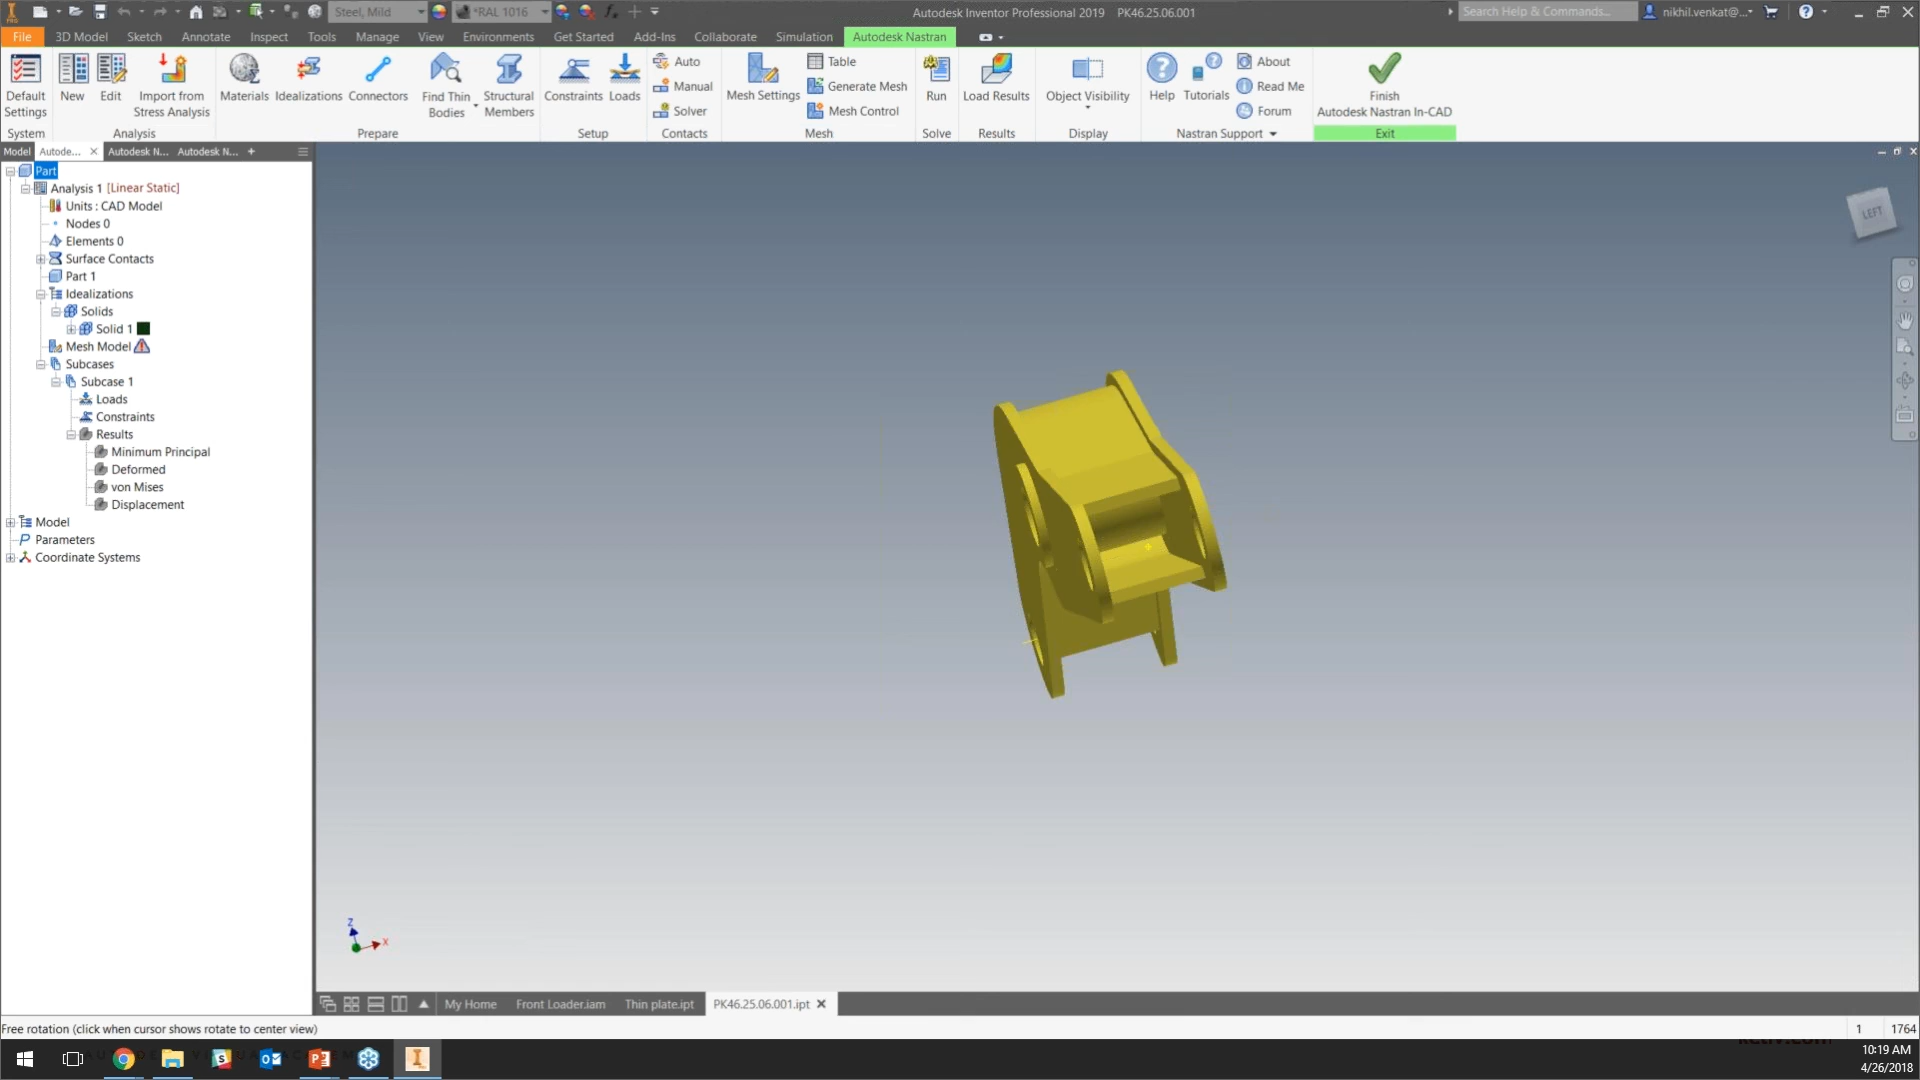 Steel, Mild
*RAL 1016
Autodesk Inventor Professional 2019 PK46.25.06.001
Search Help & Commands...
nikhil.venkat@...
PRO
File 3D Model Sketch Annotate Inspect Tools Manage View Environments Get Started Add-Ins Collaborate Simulation Autodesk Nastran
Default Settings
New
Edit
Import from Stress Analysis
Materials
Idealizations
Connectors
Find Thin Bodies
Structural Members
Constraints
Loads
Auto
Manual
Solver
Mesh Settings
Table
Generate Mesh
Mesh Control
Run
Load Results
Object Visibility
Help
Tutorials
About
Read Me
Forum
Finish
Autodesk Nastran In-CAD
System Analysis Prepare Setup Contacts Mesh Solve Results Display Nastran Support Exit
Model Autode... Autodesk N... Autodesk N... +
Part
Analysis 1 [Linear Static]
Units : CAD Model
Nodes 0
Elements 0
Surface Contacts
Part 1
Idealizations
Solids
Solid 1
Mesh Model
Subcases
Subcase 1
Loads
Constraints
Results
Minimum Principal
Deformed
von Mises
Displacement
Model
Parameters
Coordinate Systems
LEFT
Z
X
My Home Front Loader.iam Thin plate.ipt PK46.25.06.001.ipt
Free rotation (click when cursor shows rotate to center view)
1 1764
10:19 AM
4/26/2018